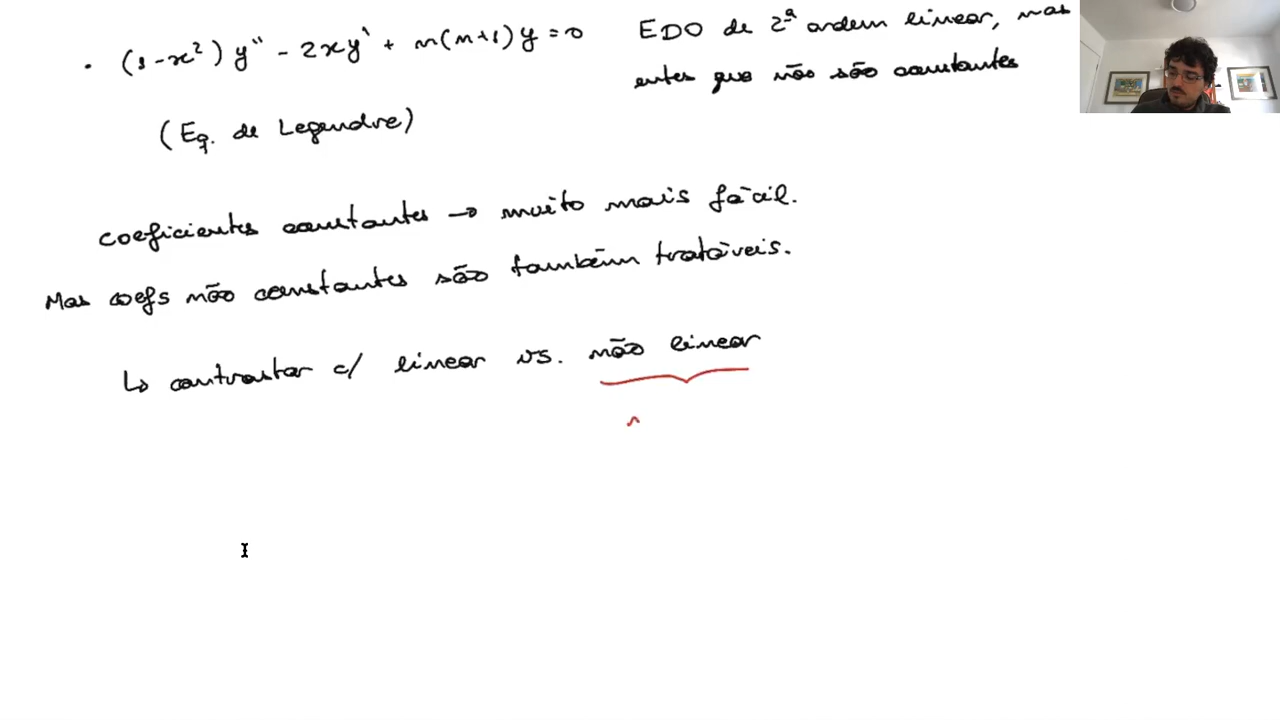 · (1-x²) y'' - 2xy' + n(n+1) y = 0 EDO de 2ª ordem linear, mas
entes que não são constantes
(Eq. de Legendre)
coeficientes constantes → muito mais fácil.
Mas coefs não constantes são também tratáveis.
↳ contrastar c/ linear vs. não linear